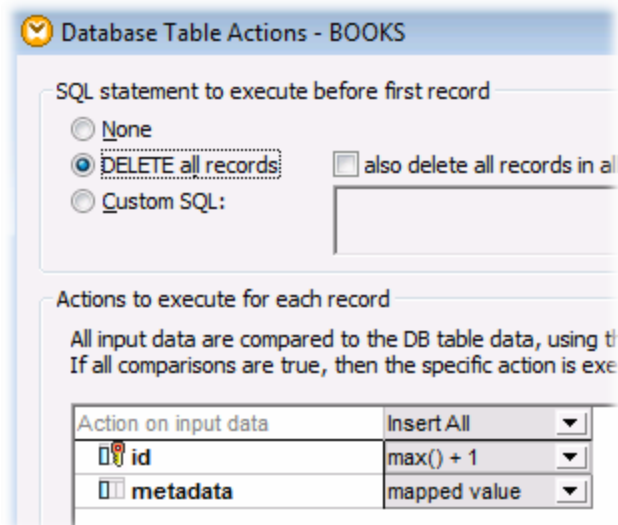 Database Table Actions - BOOKS
SQL statement to execute before first record
None
DELETE all records also delete all records in
Custom SQL:
Actions to execute for each record
All input data are compared to the DB table data, using
If all comparisons are true, then the specific action is
Action on input data Insert All
id max() + 1
metadata mapped value